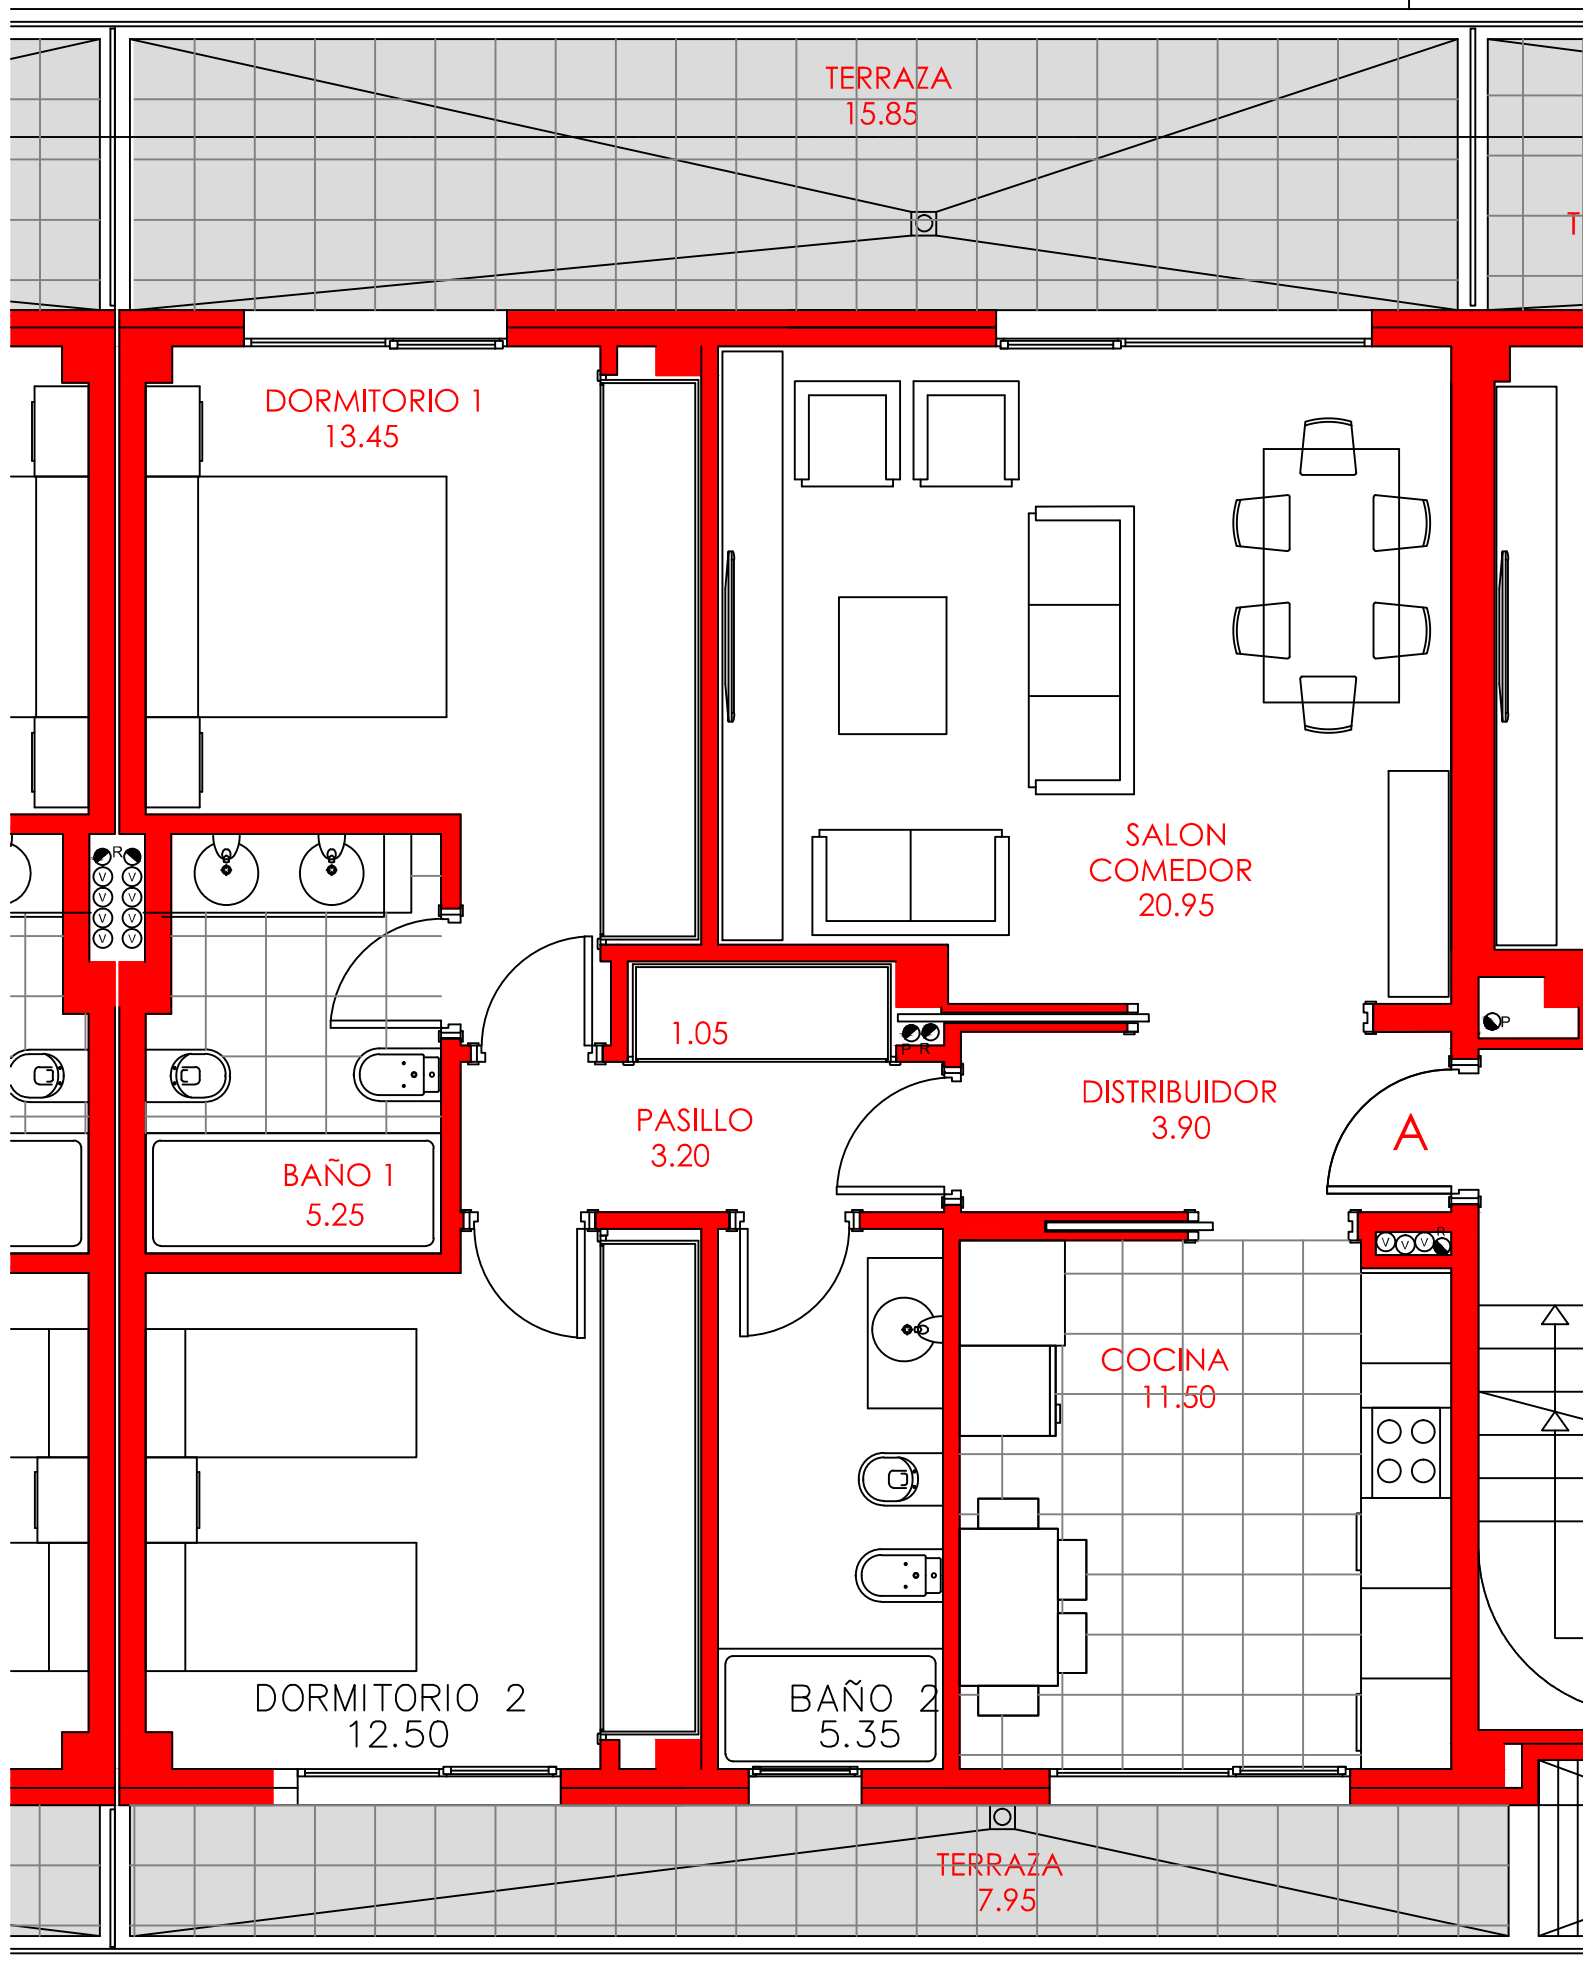 TERRAZA
15.85
T
DORMITORIO 1
13.45
SALON
COMEDOR
20.95
R
V V
V V
V V
V V
1.05
P R
P
DISTRIBUIDOR
3.90
A
PASILLO
3.20
BAÑO 1
5.25
R
V V V
COCINA
11.50
DORMITORIO 2
12.50
BAÑO 2
5.35
TERRAZA
7.95